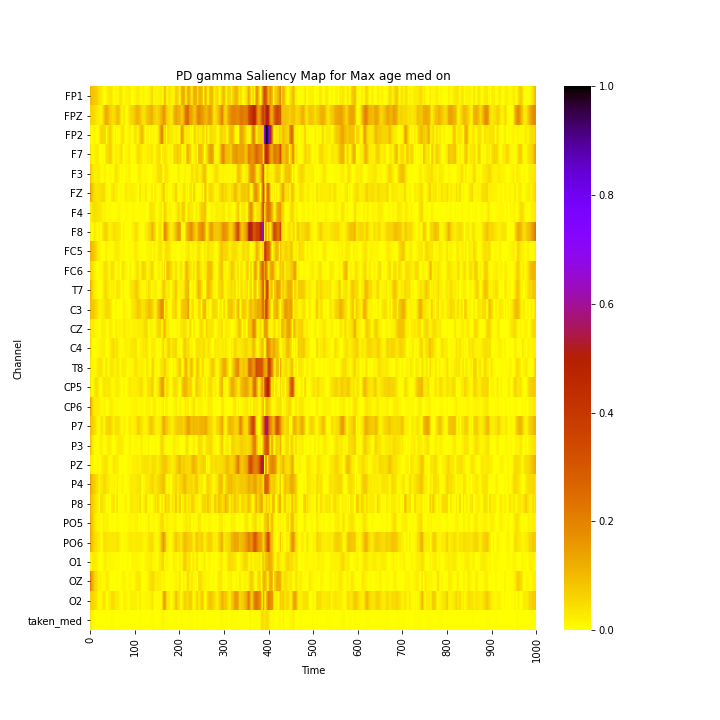 PD gamma Saliency Map for Max age med on
FP1
FPZ
FP2
F7
F3
FZ
F4
F8
FC5
FC6
T7
C3
CZ
C4
T8
CP5
CP6
P7
P3
PZ
P4
P8
PO5
PO6
O1
OZ
O2
taken_med
Channel
0
100
200
300
400
500
600
700
800
900
1000
Time
1.0
0.8
0.6
0.4
0.2
0.0